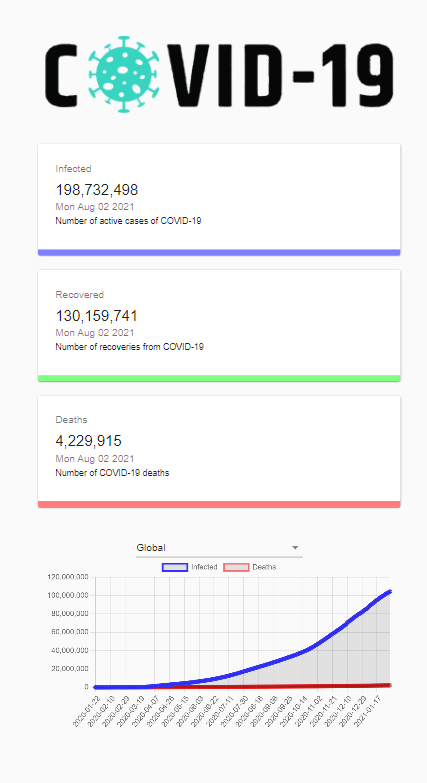 COVID-19
Infected
198,732,498
Mon Aug 02 2021
Number of active cases of COVID-19
Recovered
130,159,741
Mon Aug 02 2021
Number of recoveries from COVID-19
Deaths
4,229,915
Mon Aug 02 2021
Number of COVID-19 deaths
Global
Infected Deaths
120,000,000
100,000,000
80,000,000
60,000,000
40,000,000
20,000,000
0
2020-01-22 2020-02-10 2020-02-29 2020-03-19 2020-04-07 2020-04-26 2020-05-15 2020-06-03 2020-06-22 2020-07-11 2020-07-30 2020-08-18 2020-09-06 2020-09-25 2020-10-14 2020-11-02 2020-11-21 2020-12-10 2020-12-29 2021-01-17